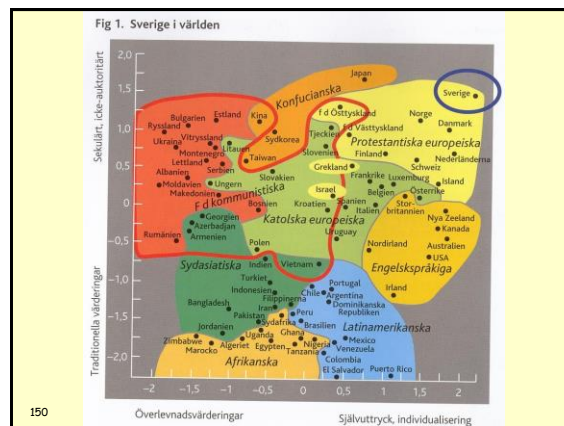 Fig 1. Sverige i världen
Sekulärt, icke-auktoritärt
Traditionella värderingar
2,0
1,5
1,0
0,5
0
−0,5
−1,0
−1,5
−2,0
Japan
Konfucianska
Sverige
Estland
Kina
f d Östtyskland
Bulgarien
Norge
Ryssland
Sydkorea
f d Västtyskland
Danmark
Ukraina
Vitryssland
Litauen
Tjeckien
Protestantiska europeiska
Montenegro
Slovenien
Finland
Nederländerna
Lettland
Taiwan
Grekland
Schweiz
Serbien
Albanien
Slovakien
Frankrike
Luxemburg
Island
Moldavien
Ungern
Israel
Belgien
Österrike
Makedonien
Spanien
Storbritannien
F d kommunistiska
Bosnien
Kroatien
Italien
Nya Zeeland
Georgien
Katolska europeiska
Kanada
Azerbadjan
Uruguay
Australien
Rumänien
Armenien
Polen
Nordirland
USA
Indien
Vietnam
Engelskspråkiga
Sydasiatiska
Turkiet
Portugal
Irland
Indonesien
Chile
Argentina
Filippinerna
Dominikanska
Republiken
Bangladesh
Iran
Peru
Pakistan
Sydafrika
Brasilien
Latinamerikanska
Jordanien
Uganda
Ghana
Zimbabwe
Algeriet
Nigeria
Mexico
Marocko
Egypten
Tanzania
Venezuela
Afrikanska
Colombia
El Salvador
Puerto Rico
−2
−1,5
−1
−0,5
0
0,5
1
1,5
2
Överlevnadsvärderingar
Självuttryck, individualisering
150